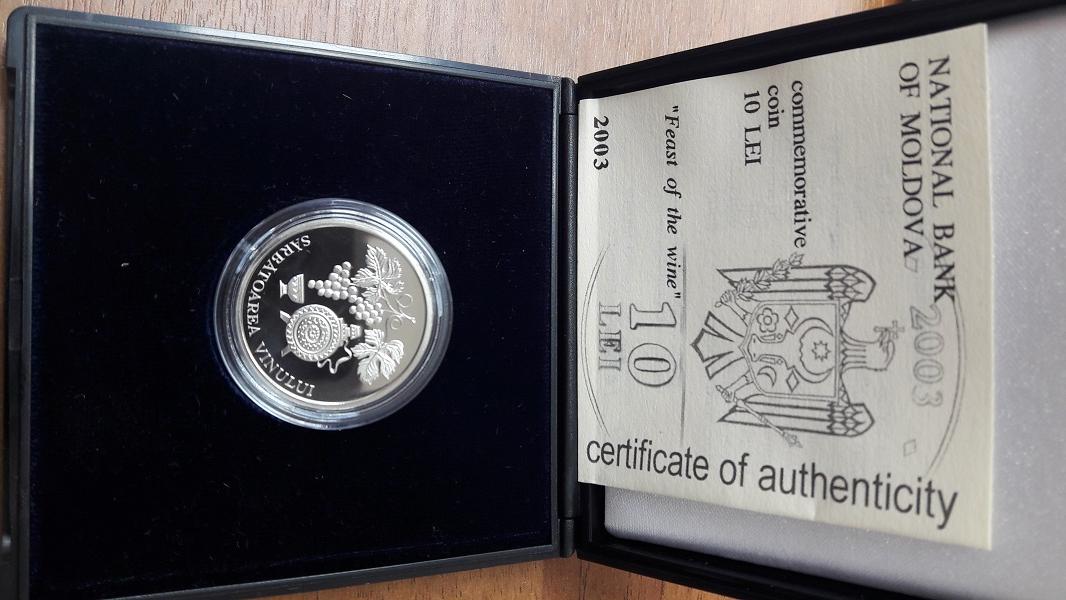 SĂRBĂTOAREA VINULUI
NATIONAL BANK
OF MOLDOVA
commemorative
coin
10 LEI
"Feast of the wine"
2003
2003
10
LEI
certificate of authenticity